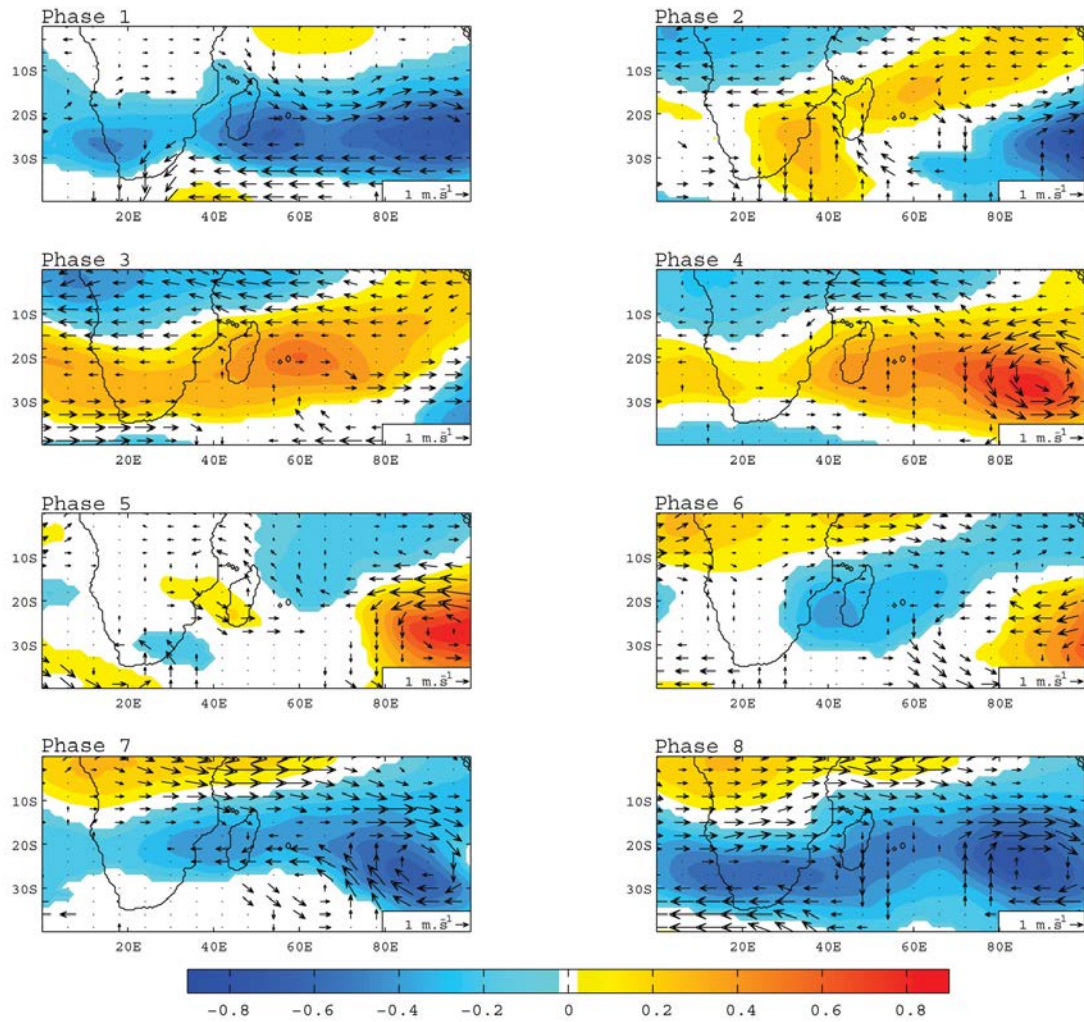 Phase 1
Phase 2
10S
20S
30S
20E 40E 60E 80E
1 m.s-1
10S
20S
30S
20E 40E 60E 80E
1 m.s-1
Phase 3
Phase 4
10S
20S
30S
20E 40E 60E 80E
1 m.s-1
10S
20S
30S
20E 40E 60E 80E
1 m.s-1
Phase 5
Phase 6
10S
20S
30S
20E 40E 60E 80E
1 m.s-1
10S
20S
30S
20E 40E 60E 80E
1 m.s-1
Phase 7
Phase 8
10S
20S
30S
20E 40E 60E 80E
1 m.s-1
10S
20S
30S
20E 40E 60E 80E
1 m.s-1
-0.8 -0.6 -0.4 -0.2 0 0.2 0.4 0.6 0.8